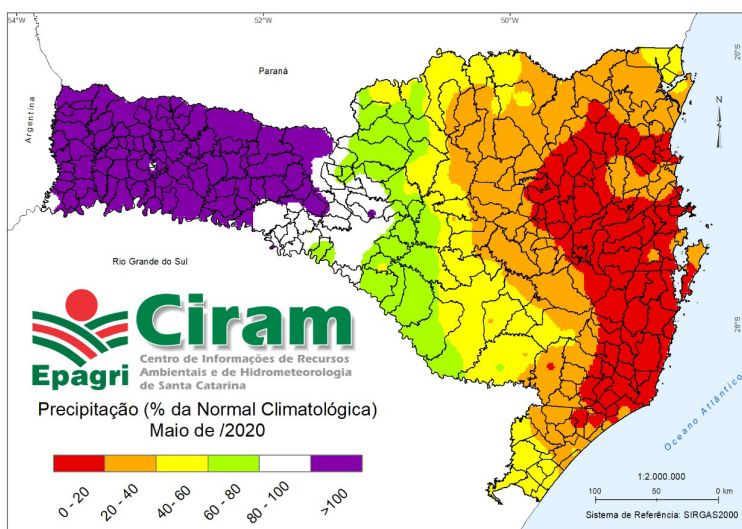 54°W
52°W
50°W
Paraná
26°S
Argentina
N
Rio Grande do Sul
28°S
Ciram
Epagri
Centro de Informações de Recursos
Ambientais e de Hidrometeorologia
de Santa Catarina
Oceano Atlântico
Precipitação (% da Normal Climatológica)
Maio de /2020
0 - 20
20 - 40
40-60
60 - 80
80 - 100
>100
1:2.000.000
100 50 0 km
Sistema de Referência: SIRGAS2000